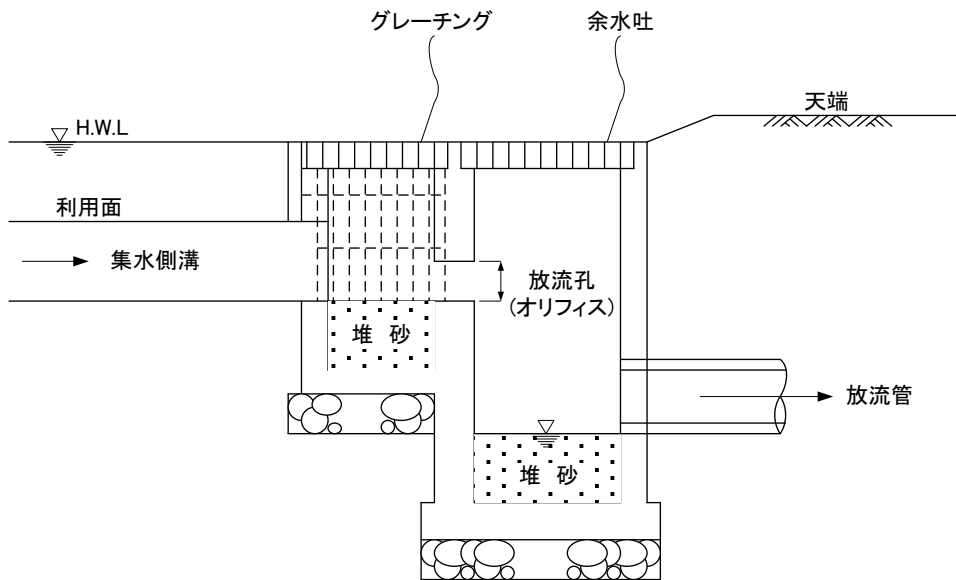 グレーチング
余水吐
天端
H.W.L
利用面
集水側溝
放流孔
(オリフィス)
堆 砂
放流管
堆 砂